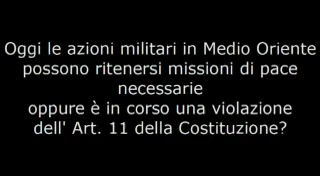 Oggi le azioni militari in Medio Oriente
possono ritenersi missioni di pace
necessarie
oppure è in corso una violazione
dell' Art. 11 della Costituzione?